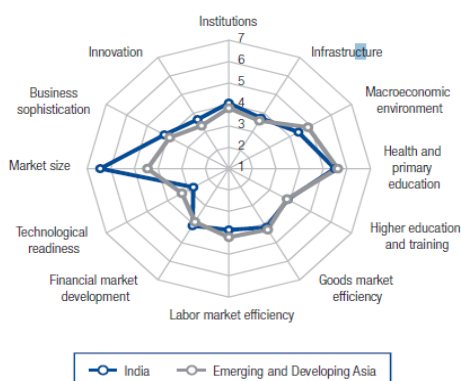 Institutions
7
6
5
4
3
2
1
Infrastructure
Macroeconomic
environment
Health and
primary
education
Higher education
and training
Goods market
efficiency
Labor market efficiency
Financial market
development
Technological
readiness
Market size
Business
sophistication
Innovation
India
Emerging and Developing Asia